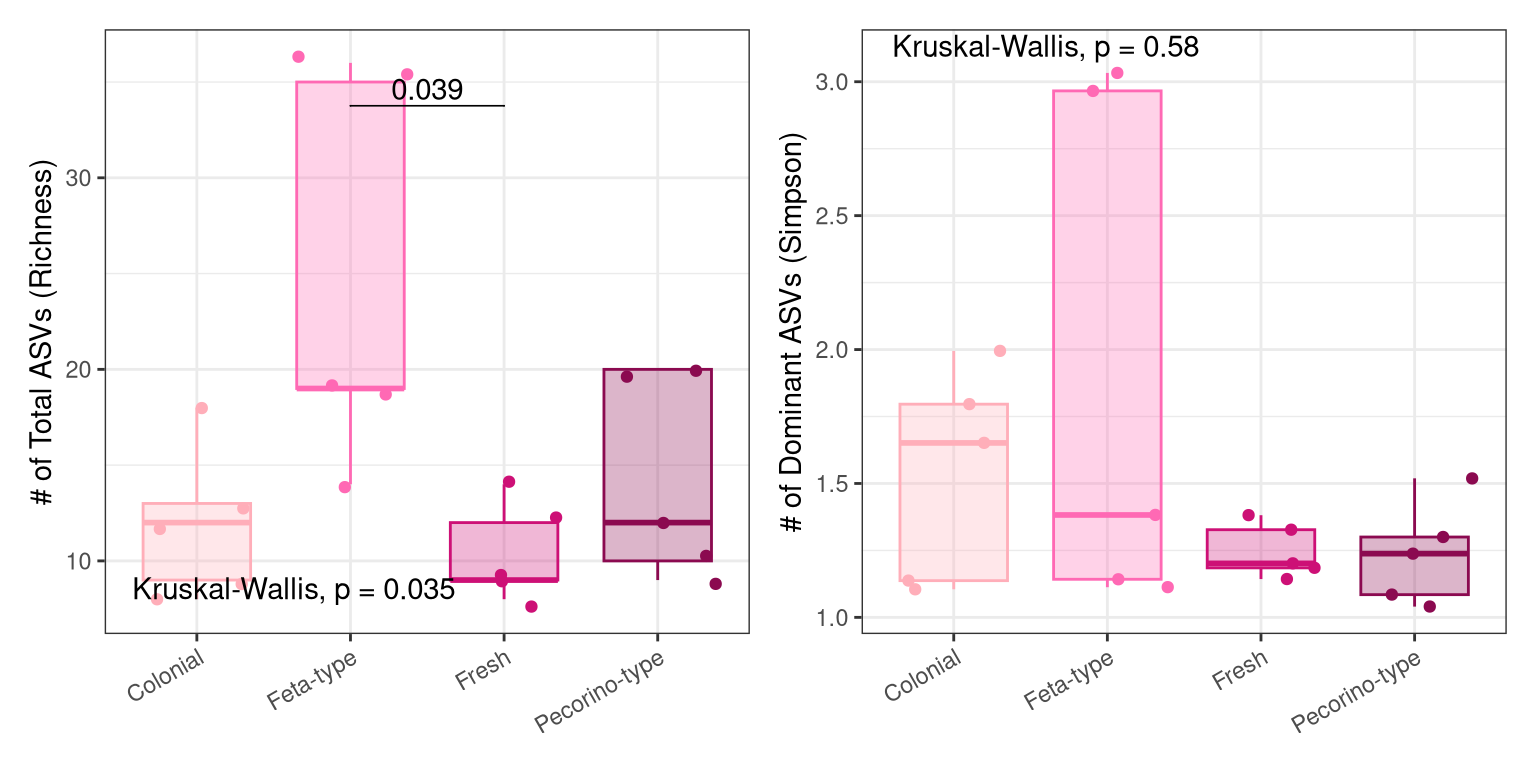 # of Total ASVs (Richness)
30
20
10
0.039
Kruskal-Wallis, p = 0.035
Colonial
Feta-type
Fresh
Pecorino-type
# of Dominant ASVs (Simpson)
3.0
2.5
2.0
1.5
1.0
Kruskal-Wallis, p = 0.58
Colonial
Feta-type
Fresh
Pecorino-type